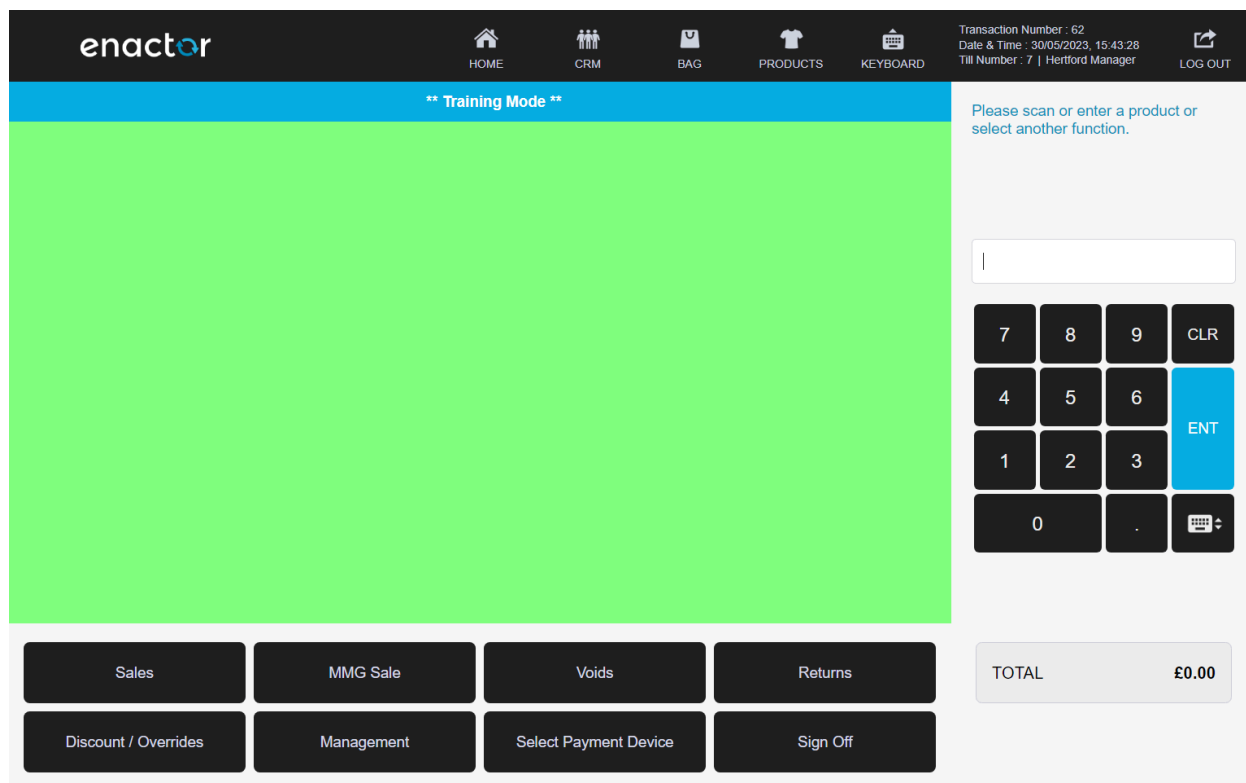 enactor
HOME
CRM
BAG
PRODUCTS
KEYBOARD
Transaction Number : 62
Date & Time : 30/05/2023, 15:43:28
Till Number : 7 | Hertford Manager
LOG OUT
** Training Mode **
Please scan or enter a product or
select another function.
7 8 9 CLR
4 5 6
ENT
1 2 3
0 .
Sales
MMG Sale
Voids
Returns
TOTAL £0.00
Discount / Overrides
Management
Select Payment Device
Sign Off